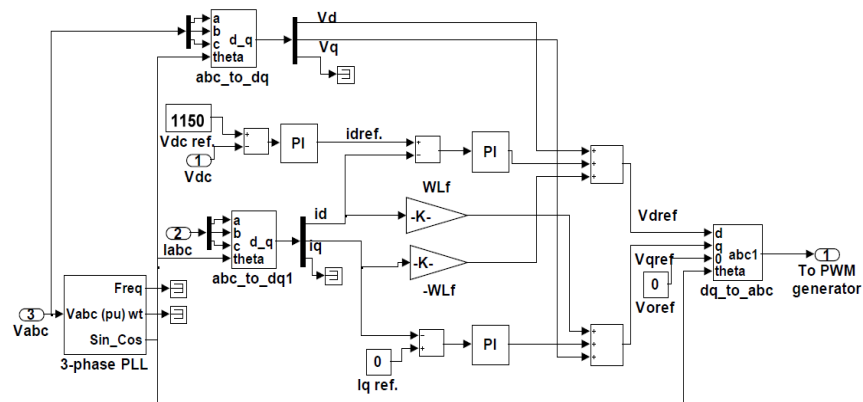 a
b
c
d_q
theta
abc_to_dq
Vd
Vq
1150
Vdc ref.
1
Vdc
+
−
PI
idref.
+
−
PI
+
+
+
WLf
-K-
id
iq
2
Iabc
a
b
c
d_q
theta
abc_to_dq1
-K-
-WLf
Vdref
d
q
0
theta
abc1
dq_to_abc
1
To PWM
generator
Vqref
0
Voref
3
Vabc
Freq
Vabc (pu) wt
Sin_Cos
3-phase PLL
−
+
0
Iq ref.
PI
+
+
+